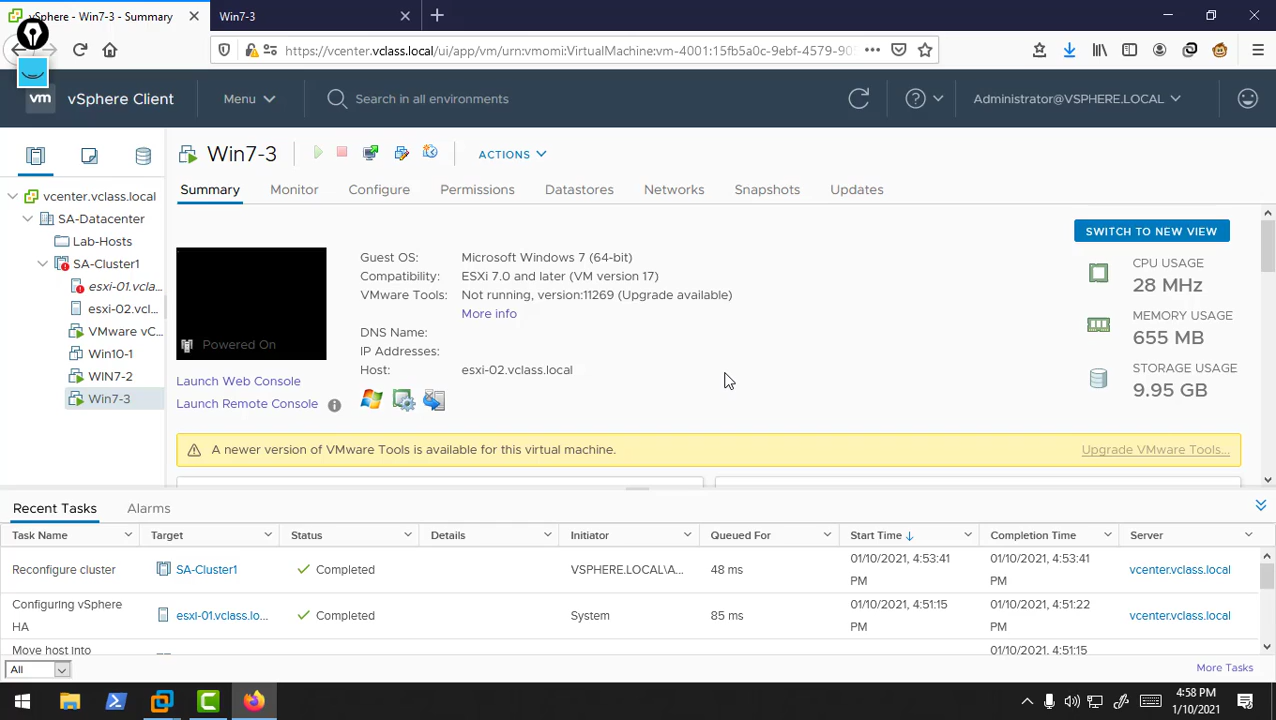 vSphere - Win7-3 - Summary
Win7-3
https://vcenter.vclass.local/ui/app/vm/urn:vmomi:VirtualMachine:vm-4001:15fb5a0c-9ebf-4579-90
vm vSphere Client
Menu
Search in all environments
Administrator@VSPHERE.LOCAL
Win7-3
ACTIONS
Summary
Monitor
Configure
Permissions
Datastores
Networks
Snapshots
Updates
vcenter.vclass.local
SA-Datacenter
Lab-Hosts
SA-Cluster1
esxi-01.vcla...
esxi-02.vcl...
VMware vC...
Win10-1
WIN7-2
Win7-3
Powered On
Launch Web Console
Launch Remote Console
Guest OS: Microsoft Windows 7 (64-bit)
Compatibility: ESXi 7.0 and later (VM version 17)
VMware Tools: Not running, version:11269 (Upgrade available)
More info
DNS Name:
IP Addresses:
Host: esxi-02.vclass.local
SWITCH TO NEW VIEW
CPU USAGE
28 MHz
MEMORY USAGE
655 MB
STORAGE USAGE
9.95 GB
A newer version of VMware Tools is available for this virtual machine.
Upgrade VMware Tools...
Recent Tasks
Alarms
Task Name Target Status Details Initiator Queued For Start Time Completion Time Server
Reconfigure cluster SA-Cluster1 Completed VSPHERE.LOCAL\A... 48 ms 01/10/2021, 4:53:41 PM 01/10/2021, 4:53:41 PM vcenter.vclass.local
Configuring vSphere HA esxi-01.vclass.lo... Completed System 85 ms 01/10/2021, 4:51:15 PM 01/10/2021, 4:51:22 PM vcenter.vclass.local
Move host into 01/10/2021, 4:51:15
All
More Tasks
4:58 PM
1/10/2021